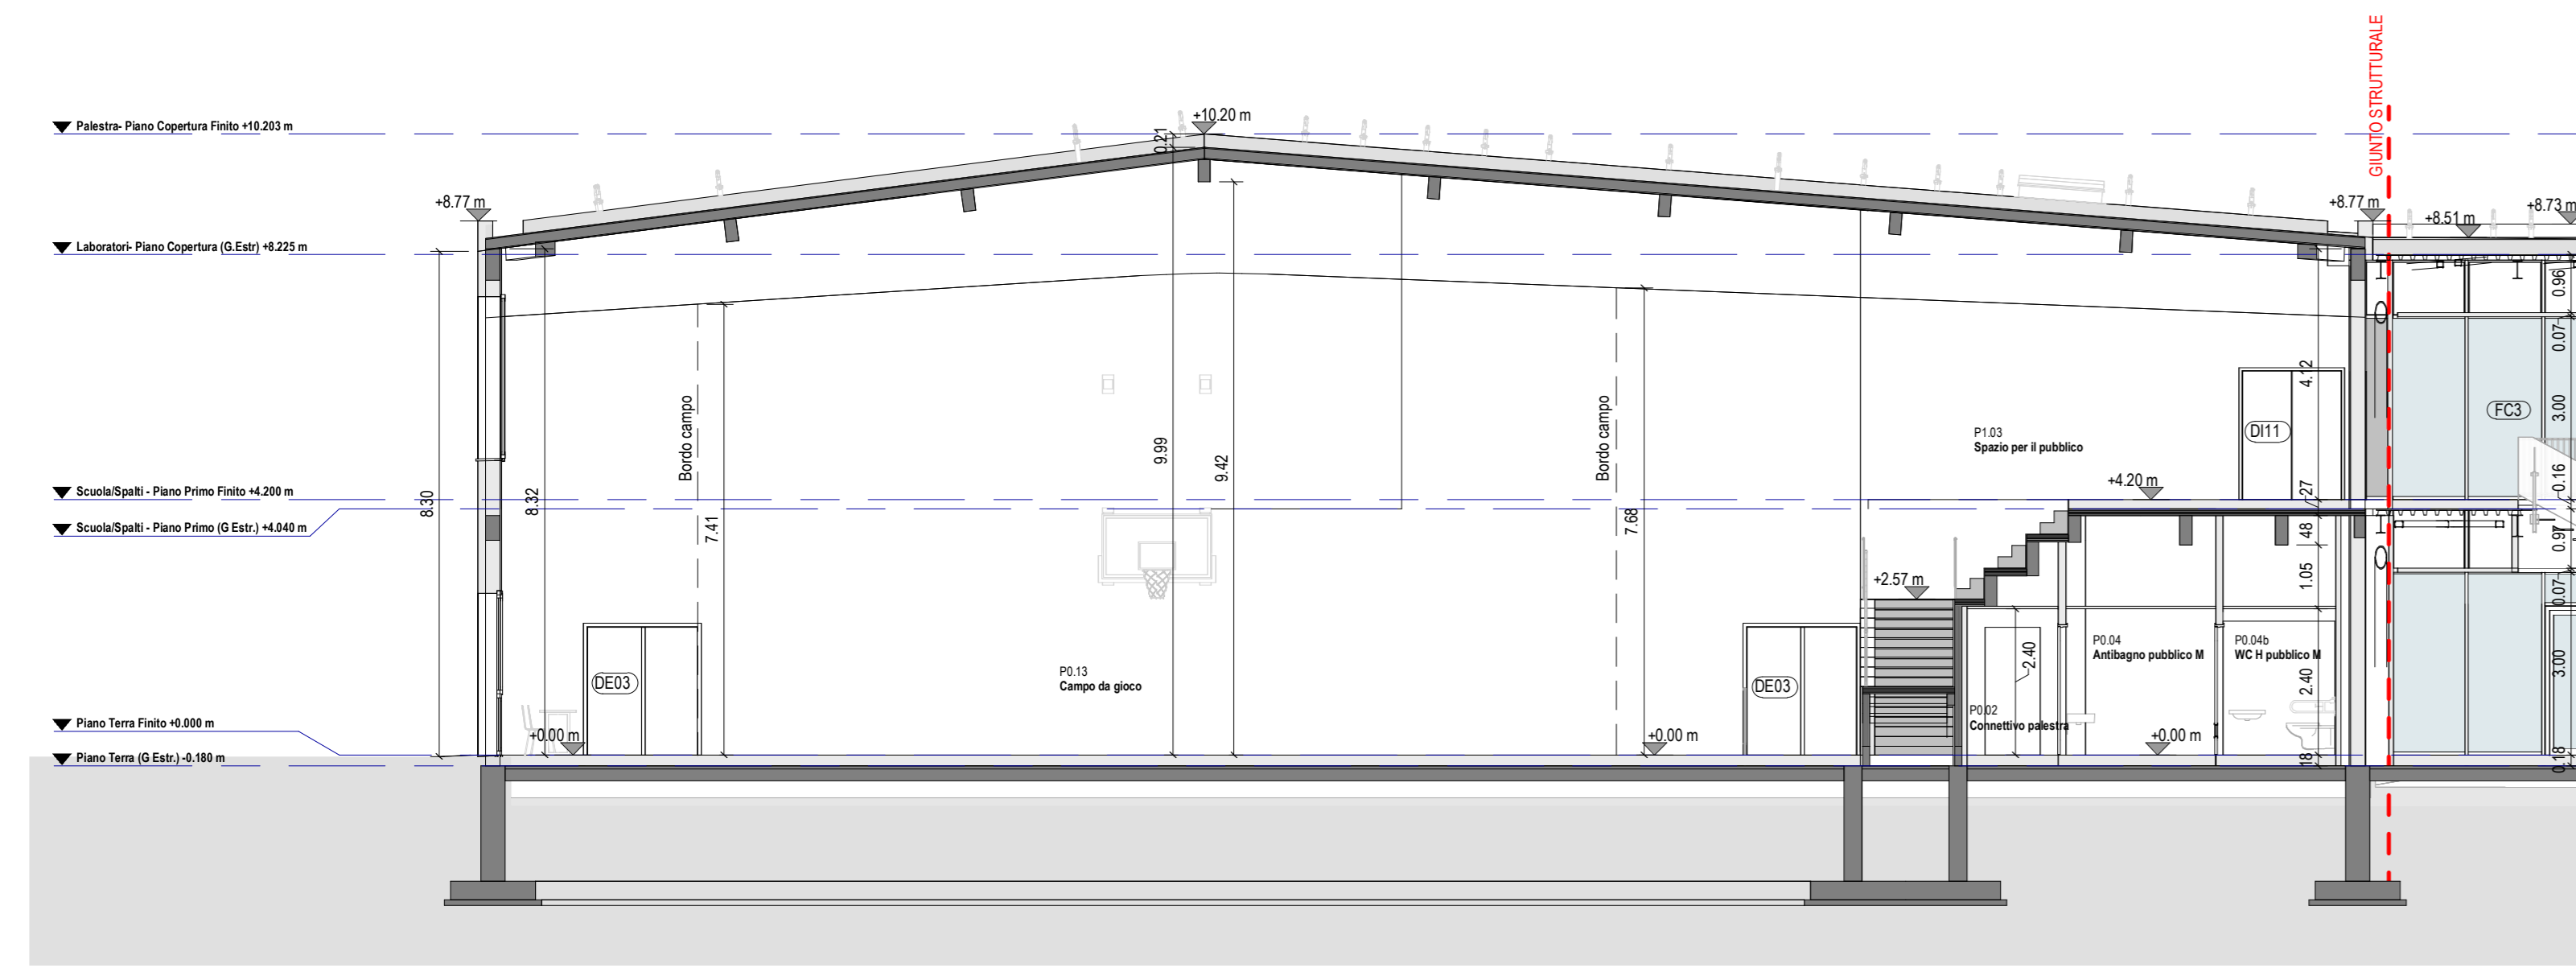 GIUNTO STRUTTURALE
+10.20 m
Palestra- Piano Copertura Finito +10.203 m
0.21
+8.77 m
+8.77 m
+8.51 m
+8.73 m
Laboratori- Piano Copertura (G.Estr) +8.225 m
0.96
0.07
4.12
3.00
FC3
Bordo campo
Bordo campo
DI11
P1.03
Spazio per il pubblico
9.99
9.42
0.16
+4.20 m
27
Scuola/Spalti - Piano Primo Finito +4.200 m
8.30
8.32
7.41
7.68
Scuola/Spalti - Piano Primo (G Estr.) +4.040 m
48
0.97
+2.57 m
1.05
0.07
P0.04
Antibagno pubblico M
P0.04b
WC H pubblico M
2.40
2.40
3.00
P0.13
Campo da gioco
DE03
DE03
P0.02
Connettivo palestra
Piano Terra Finito +0.000 m
+0.00 m
+0.00 m
+0.00 m
Piano Terra (G Estr.) -0.180 m
18
0.18